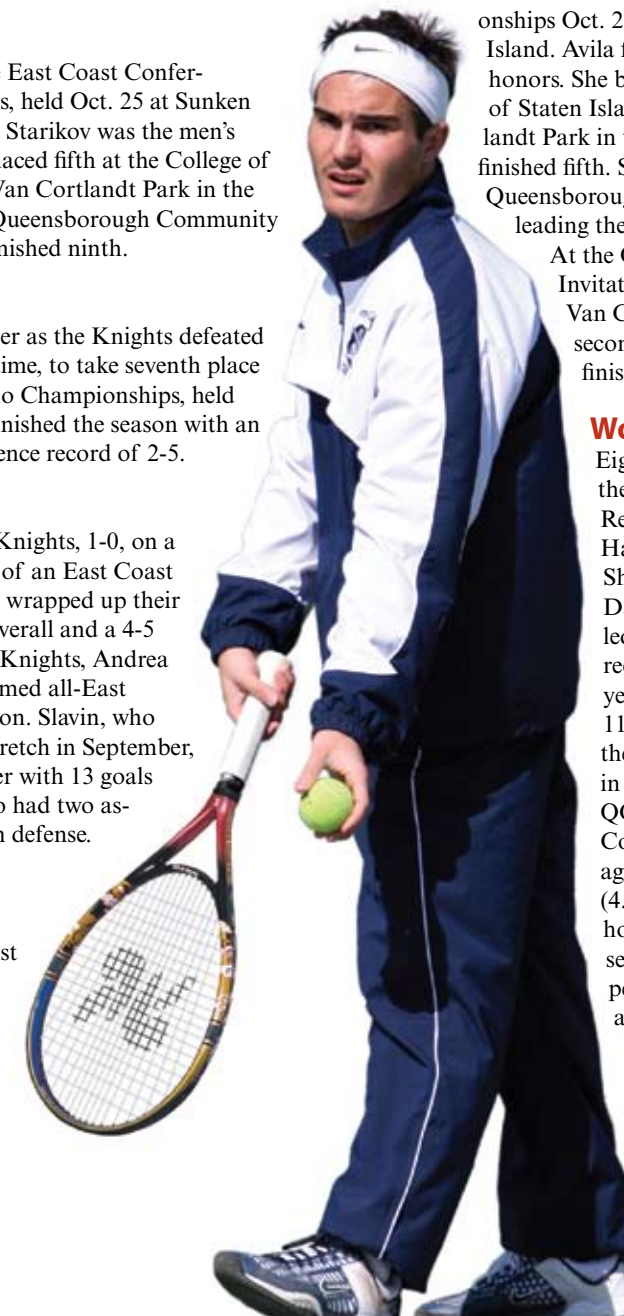 e East Coast Confer-
s, held Oct. 25 at Sunken
Starikov was the men's
laced fifth at the College of
Van Cortlandt Park in the
Queensborough Community
nished ninth.
er as the Knights defeated
time, to take seventh place
o Championships, held
nished the season with an
ence record of 2-5.
Knights, 1-0, on a
of an East Coast
wrapped up their
verall and a 4-5
Knights, Andrea
med all-East
on. Slavin, who
retch in September,
er with 13 goals
o had two as-
n defense.
st
onships Oct. 2
Island. Avila f
honors. She b
of Staten Isla
landt Park in
finished fifth. S
Queensboroug
leading the
At the
Invitat
Van C
secon
finis
Wo
Eig
the
Re
Ha
Sh
D
led
rec
ye
11
the
in
QC
Co
ag
(4.
ho
se
pe
a